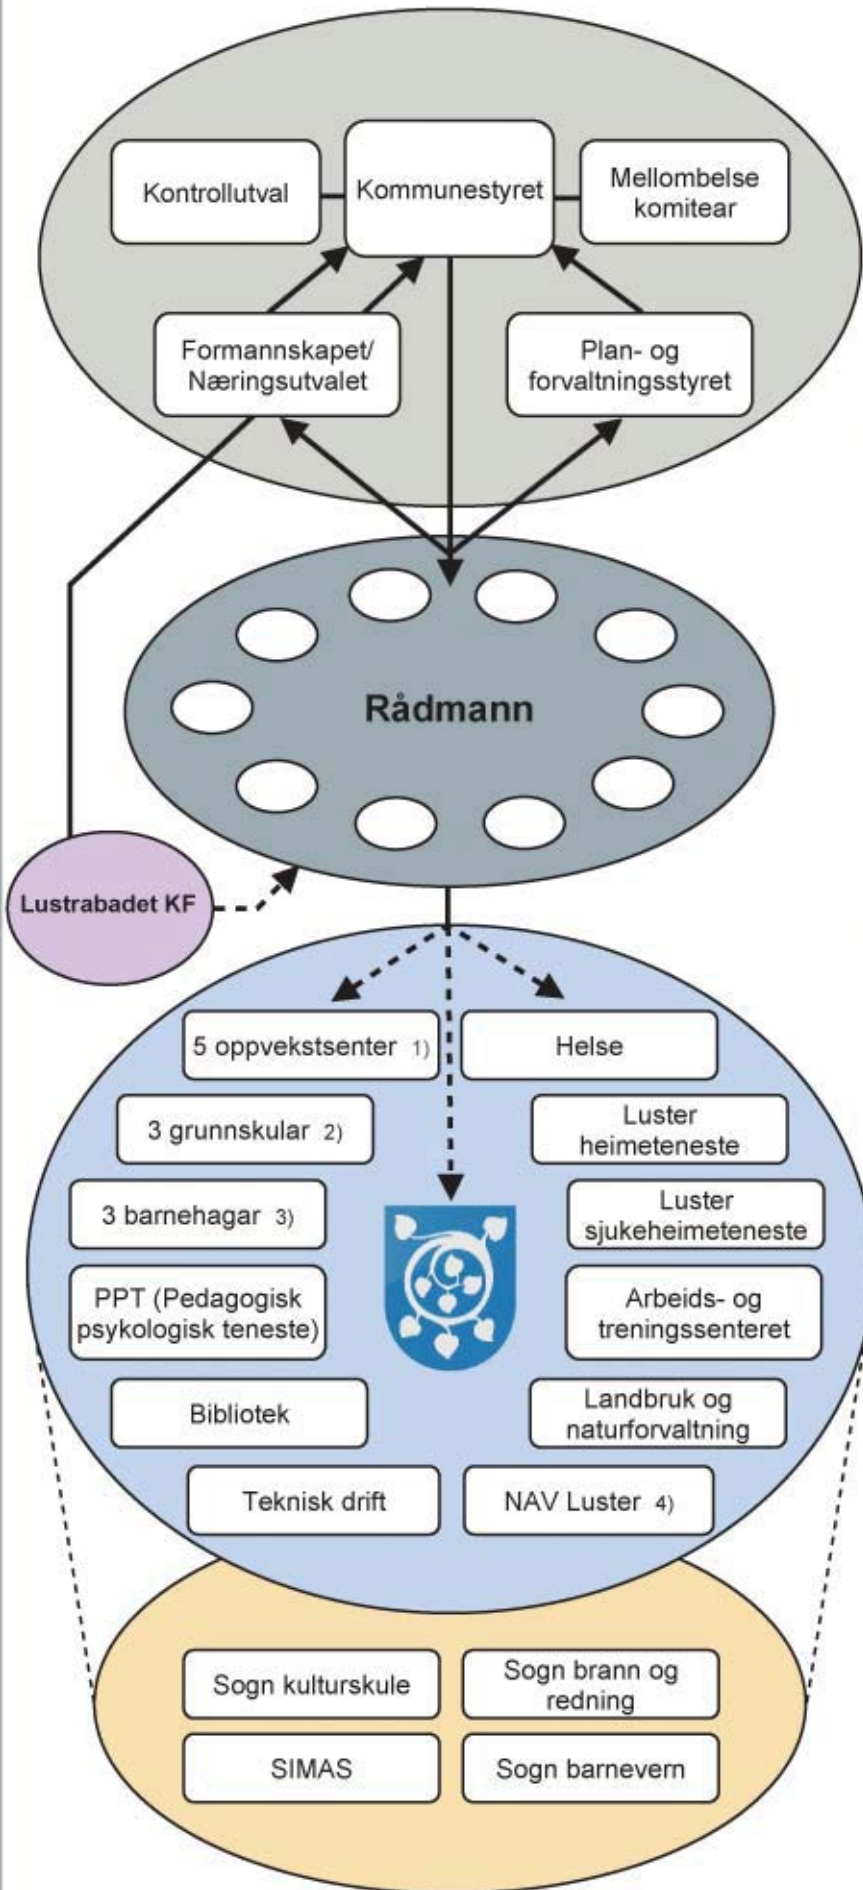 Kontrollutval
Kommunestyret
Mellombelse
komitear
Formannskapet/
Næringsutvalet
Plan- og
forvaltningsstyret
Rådmann
Lustrabadet KF
5 oppvekstsenter 1)
Helse
3 grunnskular 2)
Luster
heimeteneste
3 barnehagar 3)
Luster
sjukeheimeteneste
PPT (Pedagogisk
psykologisk teneste)
Arbeids- og
treningssenteret
Bibliotek
Landbruk og
naturforvaltning
Teknisk drift
NAV Luster 4)
Sogn kulturskule
Sogn brann og
redning
SIMAS
Sogn barnevern